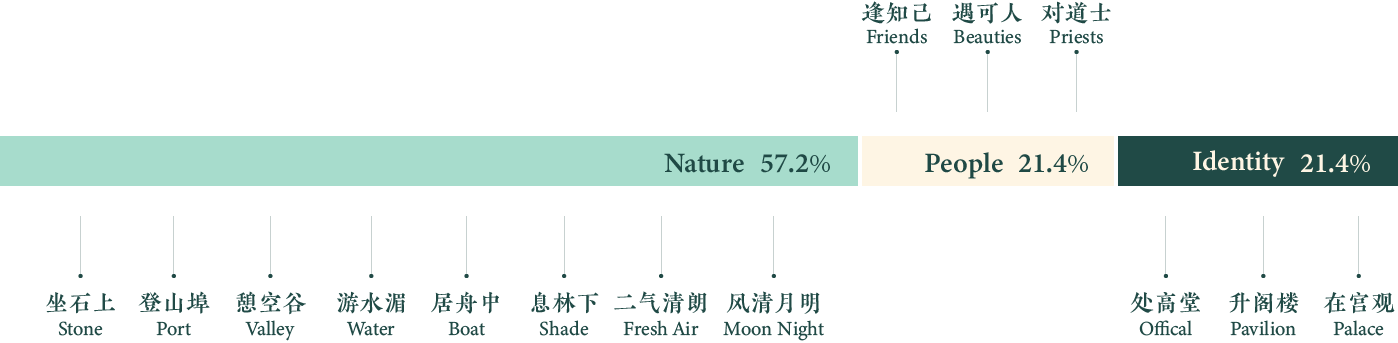 逢知己 遇可人 对道士
Friends Beauties Priests
Nature 57.2% People 21.4% Identity 21.4%
坐石上 登山埠 憩空谷 游水湄 居舟中 息林下 二气清朗 风清月明 处高堂 升阁楼 在宫观
Stone Port Valley Water Boat Shade Fresh Air Moon Night Offical Pavilion Palace